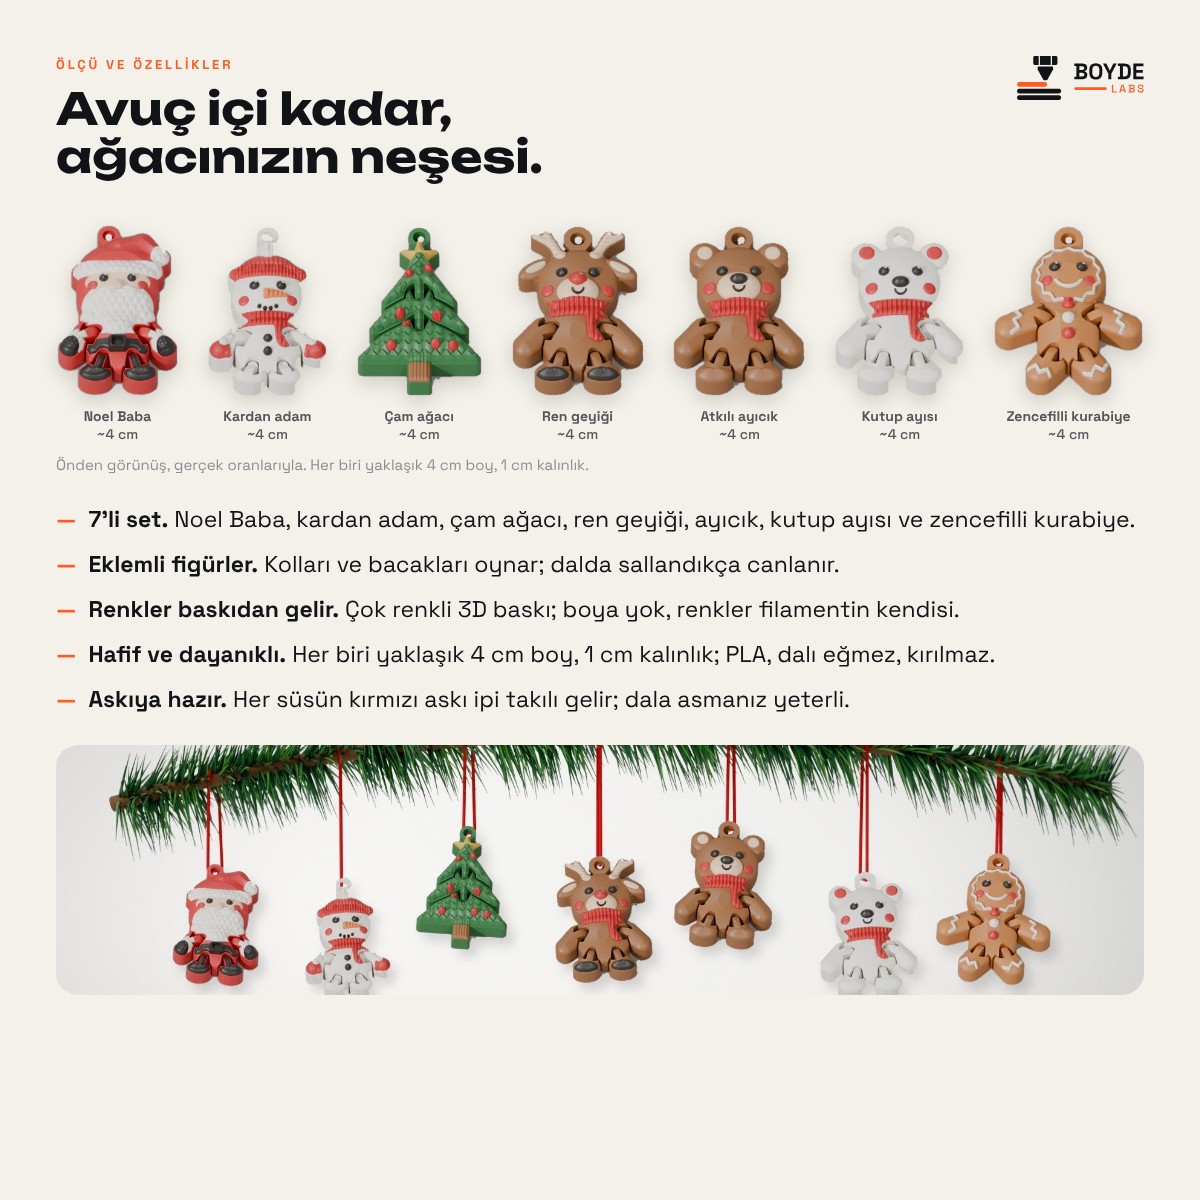 ÖLÇÜ VE ÖZELLİKLER
Avuç içi kadar,
ağacınızın neşesi.
BOYDE
LABS
Noel Baba
~4 cm
Kardan adam
~4 cm
Çam ağacı
~4 cm
Ren geyiği
~4 cm
Atkılı ayıcık
~4 cm
Kutup ayısı
~4 cm
Zencefilli kurabiye
~4 cm
Önden görünüş, gerçek oranlarıyla. Her biri yaklaşık 4 cm boy, 1 cm kalınlık.
— 7’li set. Noel Baba, kardan adam, çam ağacı, ren geyiği, ayıcık, kutup ayısı ve zencefilli kurabiye.
— Eklemli figürler. Kolları ve bacakları oynar; dalda sallandıkça canlanır.
— Renkler baskıdan gelir. Çok renkli 3D baskı; boya yok, renkler filamentin kendisi.
— Hafif ve dayanıklı. Her biri yaklaşık 4 cm boy, 1 cm kalınlık; PLA, dalı eğmez, kırılmaz.
— Askıya hazır. Her süsün kırmızı askı ipi takılı gelir; dala asmanız yeterli.